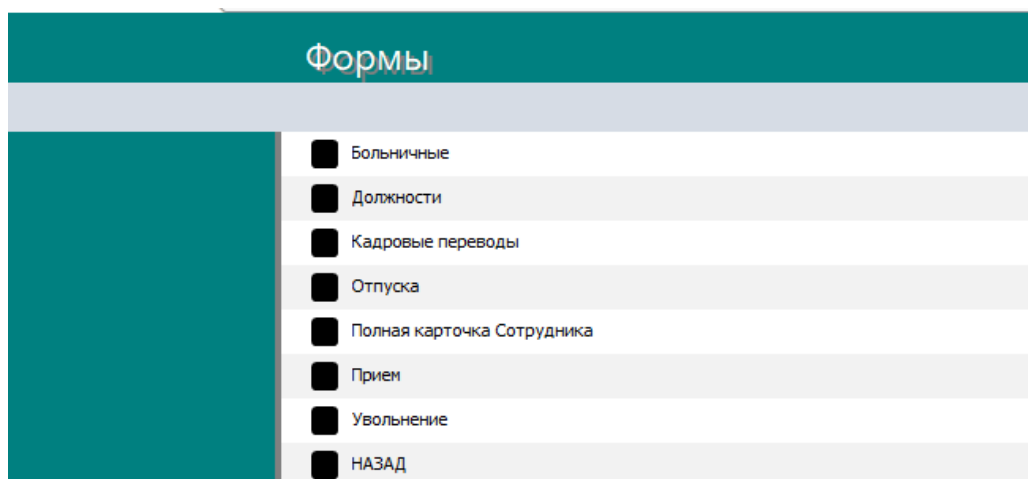 Формы
Больничные
Должности
Кадровые переводы
Отпуска
Полная карточка Сотрудника
Прием
Увольнение
НАЗАД